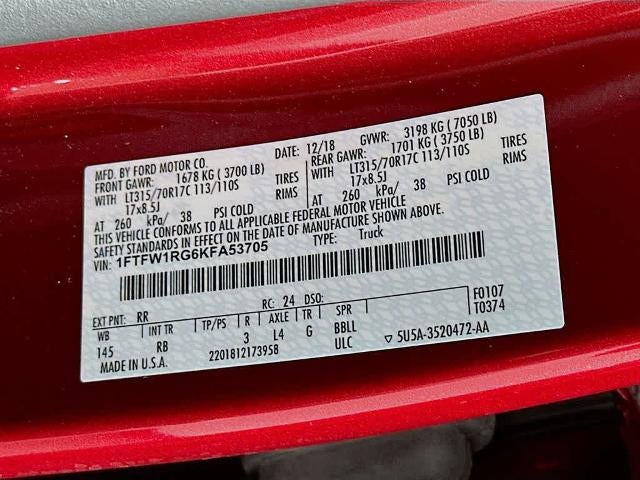 MFD. BY FORD MOTOR CO.
DATE: 12/18 GVWR: 3198 KG ( 7050 LB)
FRONT GAWR: 1678 KG ( 3700 LB)
REAR GAWR: 1701 KG ( 3750 LB)
WITH LT315/70R17C 113/110S TIRES
WITH LT315/70R17C 113/110S TIRES
17x8.5J RIMS
17x8.5J RIMS
AT 260 kPa/ 38 PSI COLD
AT 260 kPa/ 38 PSI COLD
THIS VEHICLE CONFORMS TO ALL APPLICABLE FEDERAL MOTOR VEHICLE
SAFETY STANDARDS IN EFFECT ON THE DATE OF MANUFACTURE SHOWN ABOVE.
VIN: 1FTFW1RG6KFA53705
TYPE: Truck
F0107
T0374
EXT PNT: RR RC: 24 DSO:
WB INT TR TP/PS R AXLE TR SPR
145 RB 3 L4 G BBLL
ULC
▽ 5U5A-3520472-AA
MADE IN U.S.A. 2201812173958